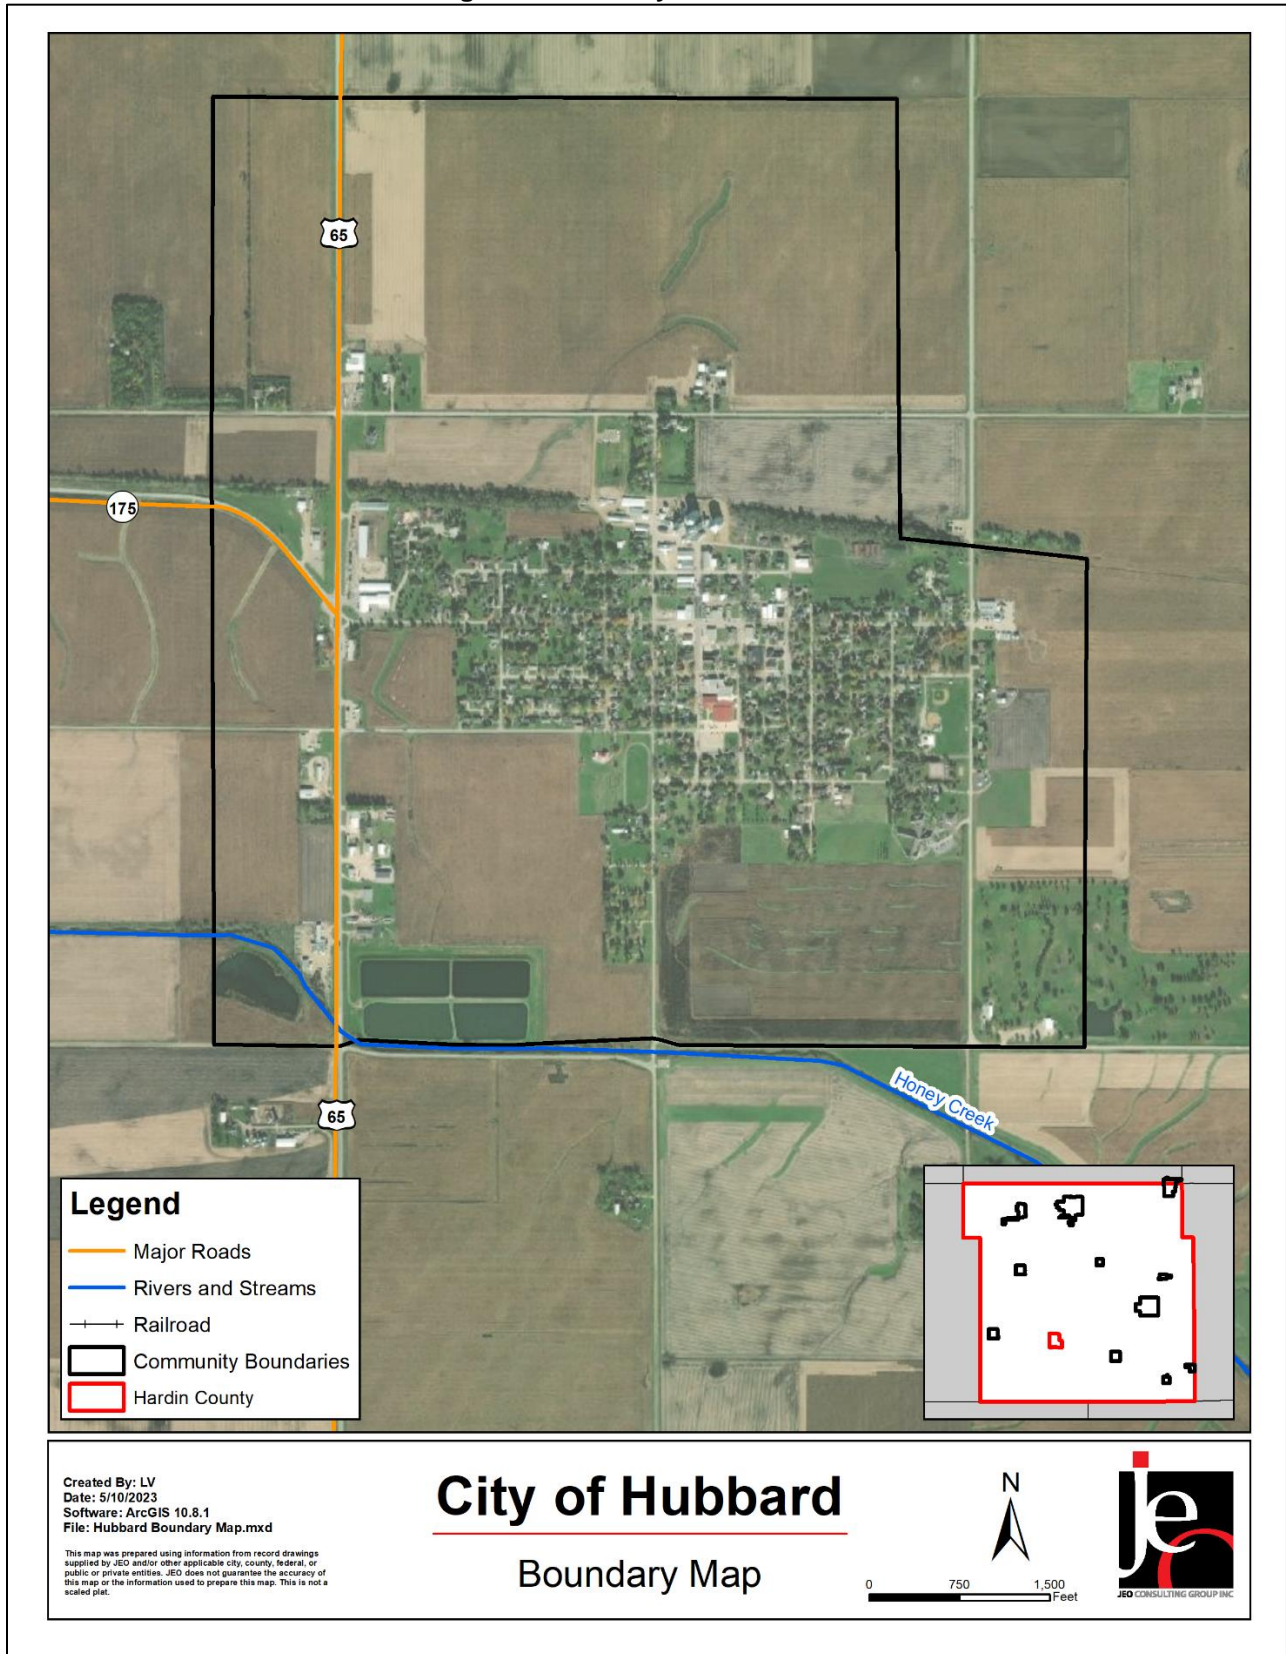 65
175
Honey Creek
65
Legend
Major Roads
Rivers and Streams
Railroad
Community Boundaries
Hardin County
Created By: LV
Date: 5/10/2023
Software: ArcGIS 10.8.1
File: Hubbard Boundary Map.mxd
This map was prepared using information from record drawings
supplied by JEO and/or other applicable city, county, federal, or
public or private entities. JEO does not guarantee the accuracy of
this map or the information used to prepare this map. This is not a
scaled plat.
City of Hubbard
Boundary Map
N
0 750 1,500
Feet
jeo
JEO CONSULTING GROUP INC